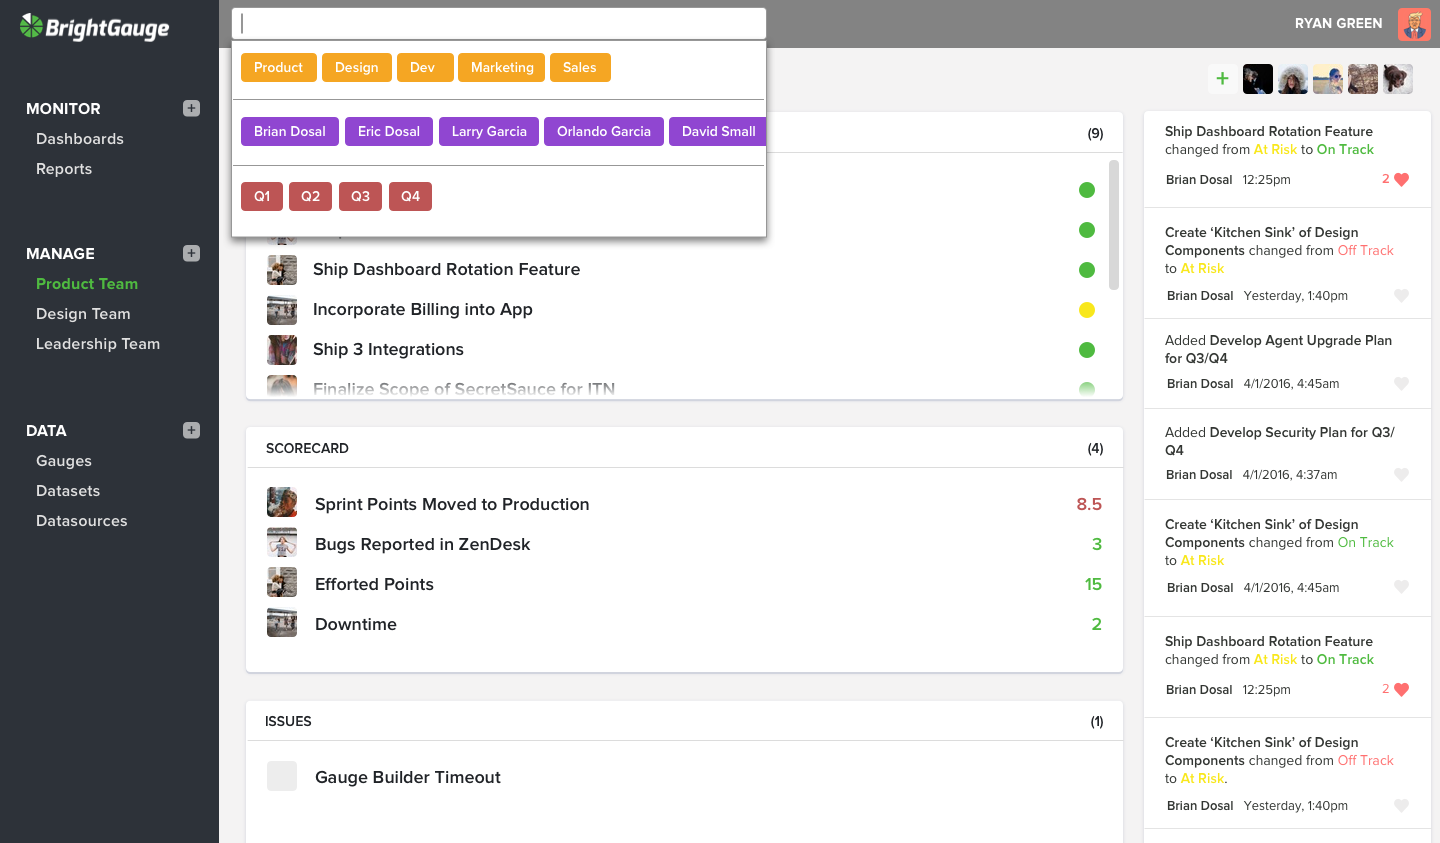 BrightGauge
RYAN GREEN
MONITOR
Dashboards
Reports
MANAGE
Product Team
Design Team
Leadership Team
DATA
Gauges
Datasets
Datasources
Product Design Dev Marketing Sales
Brian Dosal Eric Dosal Larry Garcia Orlando Garcia David Small
Q1 Q2 Q3 Q4
(9)
Ship Dashboard Rotation Feature
Incorporate Billing into App
Ship 3 Integrations
Finalize Scope of SecretSauce for ITN
SCORECARD (4)
Sprint Points Moved to Production 8.5
Bugs Reported in ZenDesk 3
Efforted Points 15
Downtime 2
ISSUES (1)
Gauge Builder Timeout
+
Ship Dashboard Rotation Feature
changed from At Risk to On Track
Brian Dosal 12:25pm 2
Create ‘Kitchen Sink’ of Design
Components changed from Off Track
to At Risk
Brian Dosal Yesterday, 1:40pm
Added Develop Agent Upgrade Plan
for Q3/Q4
Brian Dosal 4/1/2016, 4:45am
Added Develop Security Plan for Q3/
Q4
Brian Dosal 4/1/2016, 4:37am
Create ‘Kitchen Sink’ of Design
Components changed from On Track
to At Risk
Brian Dosal 4/1/2016, 4:45am
Ship Dashboard Rotation Feature
changed from At Risk to On Track
Brian Dosal 12:25pm 2
Create ‘Kitchen Sink’ of Design
Components changed from Off Track
to At Risk.
Brian Dosal Yesterday, 1:40pm